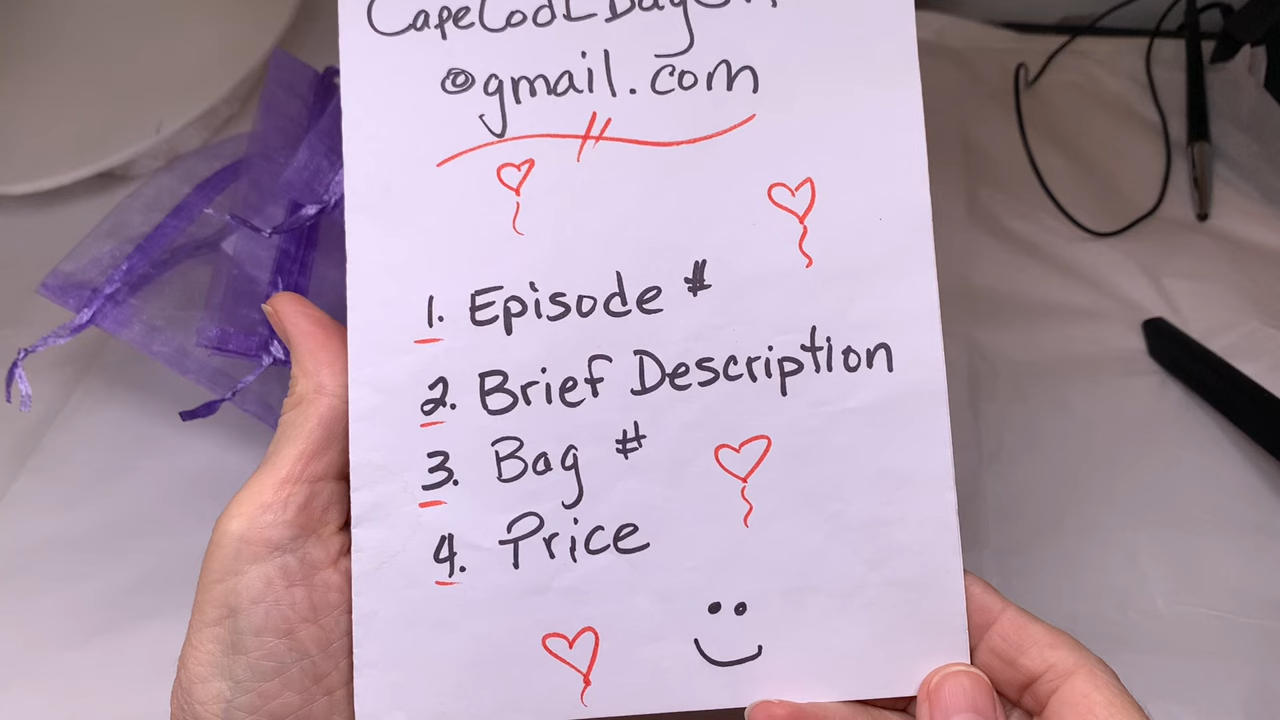 @gmail.com
1. Episode #
2. Brief Description
3. Bag #
4. Price